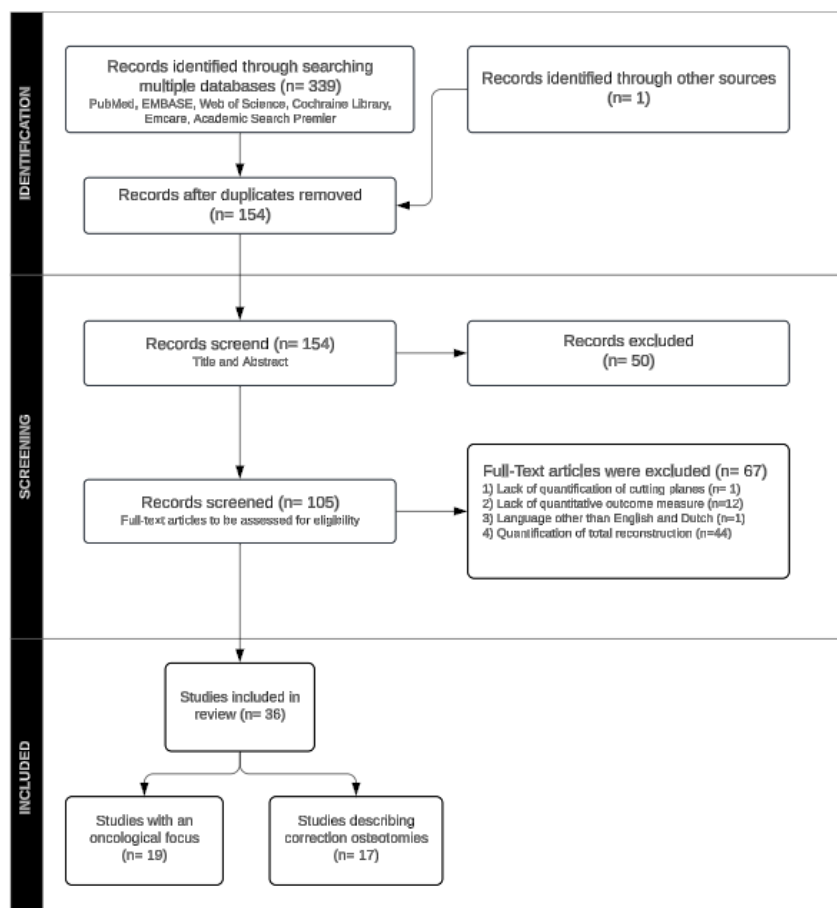 IDENTIFICATION
Records identified through searching
multiple databases (n= 339)
PubMed, EMBASE, Web of Science, Cochraine Library,
Emcare, Academic Search Premier
Records identified through other sources
(n= 1)
Records after duplicates removed
(n= 154)
SCREENING
Records screend (n= 154)
Title and Abstract
Records excluded
(n= 50)
Records screened (n= 105)
Full-text articles to be assessed for eligibility
Full-Text articles were excluded (n= 67)
1) Lack of quantification of cutting planes (n= 1)
2) Lack of quantitative outcome measure (n=12)
3) Language other than English and Dutch (n=1)
4) Quantification of total reconstruction (n=44)
INCLUDED
Studies included in
review (n= 36)
Studies with an
oncological focus
(n= 19)
Studies describing
correction osteotomies
(n= 17)